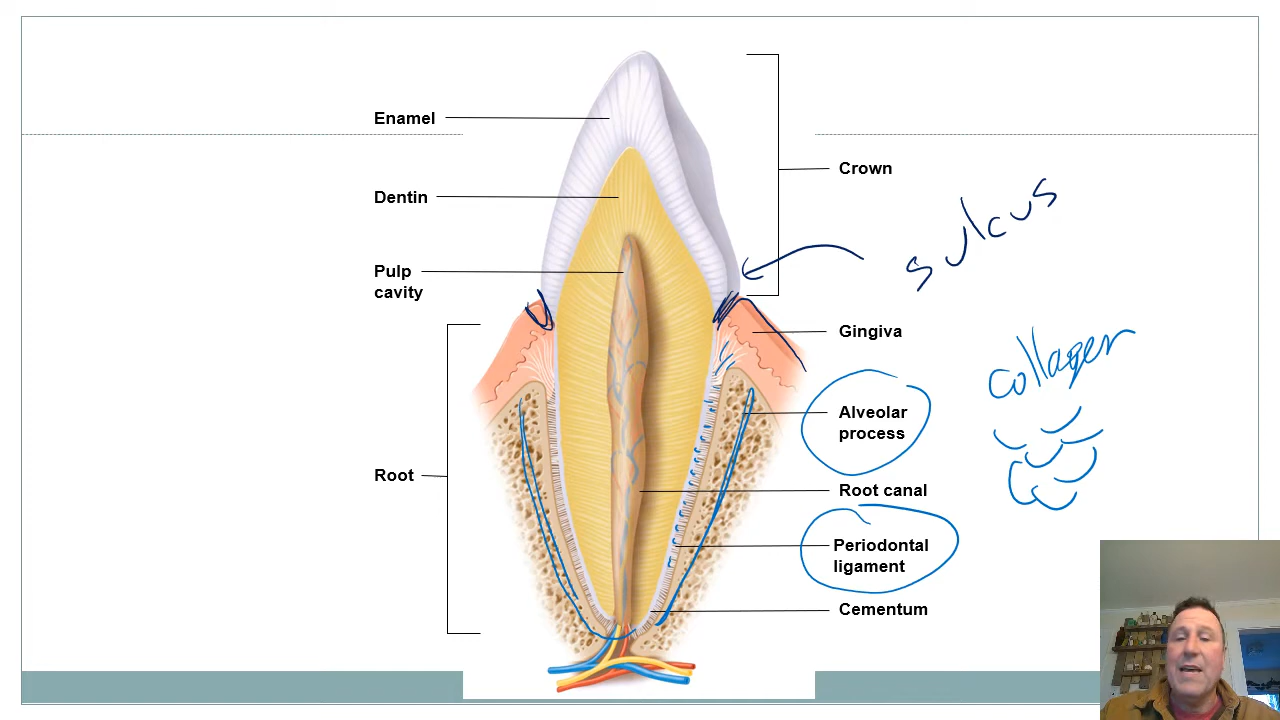 Enamel
Dentin
Pulp
cavity
Root
Crown
sulcus
Gingiva
collagen
Alveolar
process
Root canal
Periodontal
ligament
Cementum